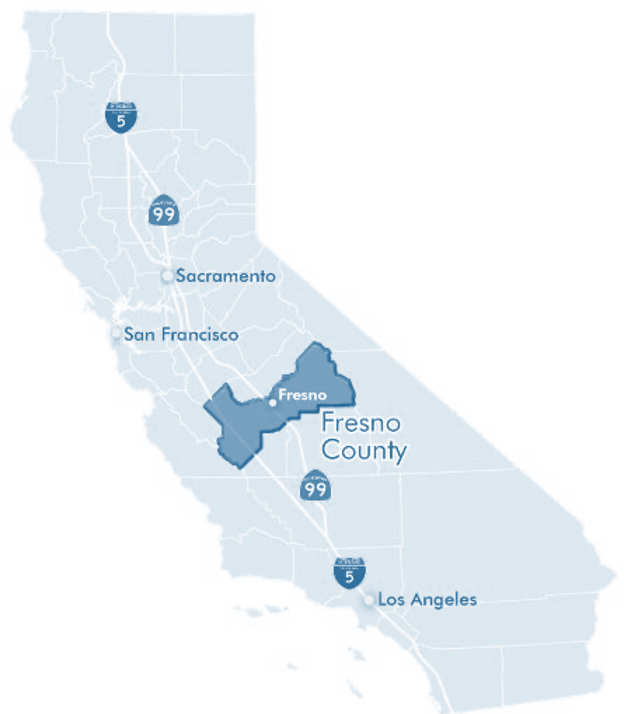 5
99
Sacramento
San Francisco
Fresno
Fresno
County
99
5
Los Angeles